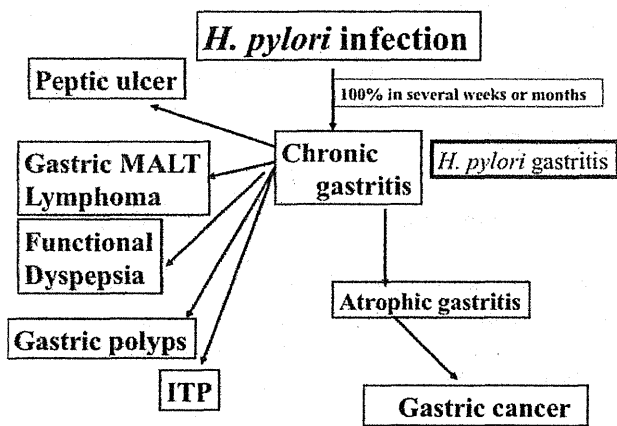 H. pylori infection
Peptic ulcer
100% in several weeks or months
Chronic
gastritis
H. pylori gastritis
Gastric MALT
Lymphoma
Functional
Dyspepsia
Atrophic gastritis
Gastric polyps
ITP
Gastric cancer